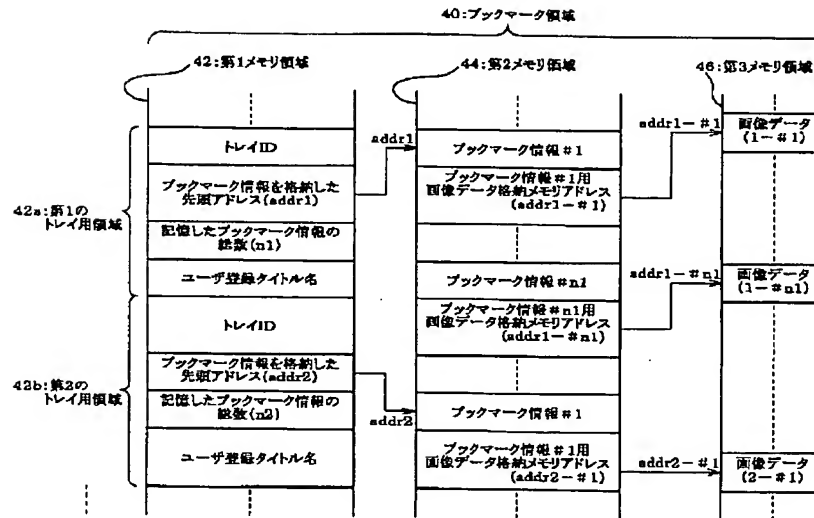 40:ブックマーク領域
42:第1メモリ領域
44:第2メモリ領域
46:第3メモリ領域
42a:第1の
トレイ用領域
トレイID
ブックマーク情報を格納した
先頭アドレス(addr1)
記憶したブックマーク情報の
総数(n1)
ユーザ登録タイトル名
42b:第2の
トレイ用領域
トレイID
ブックマーク情報を格納した
先頭アドレス(addr2)
記憶したブックマーク情報の
総数(n2)
ユーザ登録タイトル名
addr1
ブックマーク情報#1
ブックマーク情報#1用
画像データ格納メモリアドレス
(addr1-#1)
ブックマーク情報#n1
ブックマーク情報#n1用
画像データ格納メモリアドレス
(addr1-#n1)
addr2
ブックマーク情報#1
ブックマーク情報#1用
画像データ格納メモリアドレス
(addr2-#1)
addr1-#1
画像データ
(1-#1)
addr1-#n1
画像データ
(1-#n1)
addr2-#1
画像データ
(2-#1)